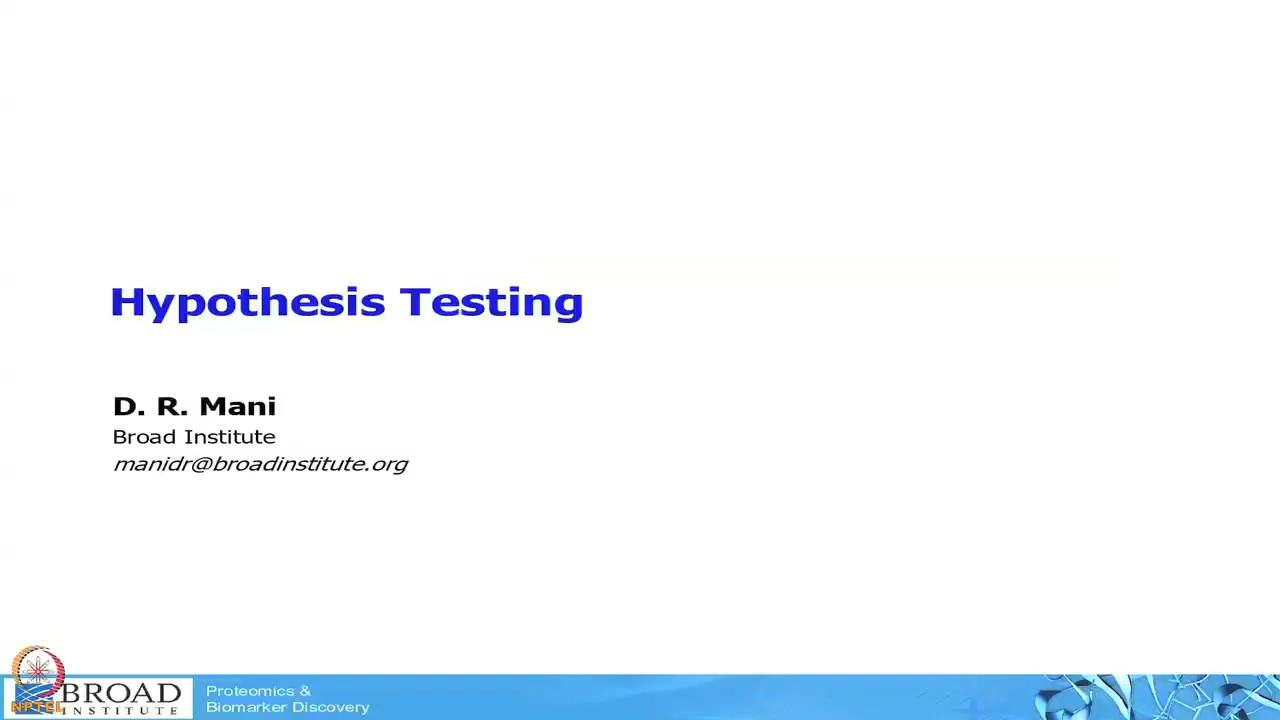 Hypothesis Testing
D. R. Mani
Broad Institute
manidr@broadinstitute.org
BROAD
INSTITUTE
NPTEL
Proteomics &
Biomarker Discovery